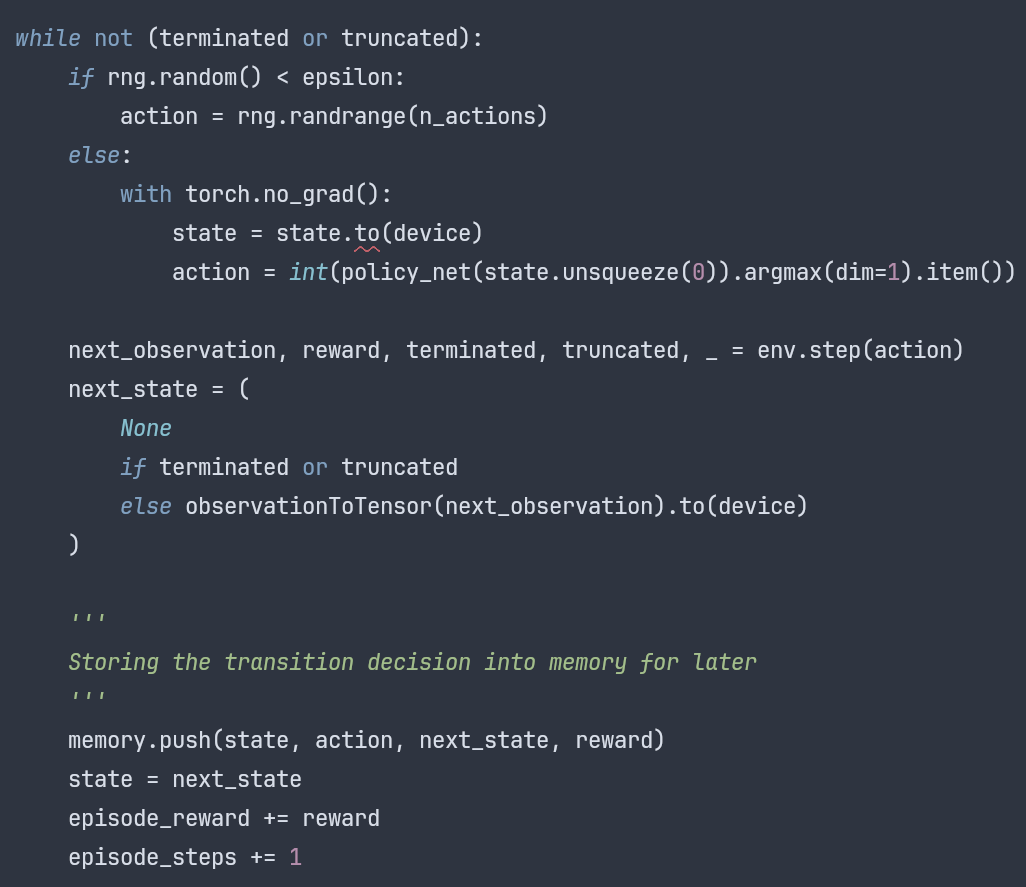 while not (terminated or truncated):
    if rng.random() < epsilon:
        action = rng.randrange(n_actions)
    else:
        with torch.no_grad():
            state = state.to(device)
            action = int(policy_net(state.unsqueeze(0)).argmax(dim=1).item())

    next_observation, reward, terminated, truncated, _ = env.step(action)
    next_state = (
        None
        if terminated or truncated
        else observationToTensor(next_observation).to(device)
    )

    '''
    Storing the transition decision into memory for later
    '''
    memory.push(state, action, next_state, reward)
    state = next_state
    episode_reward += reward
    episode_steps += 1